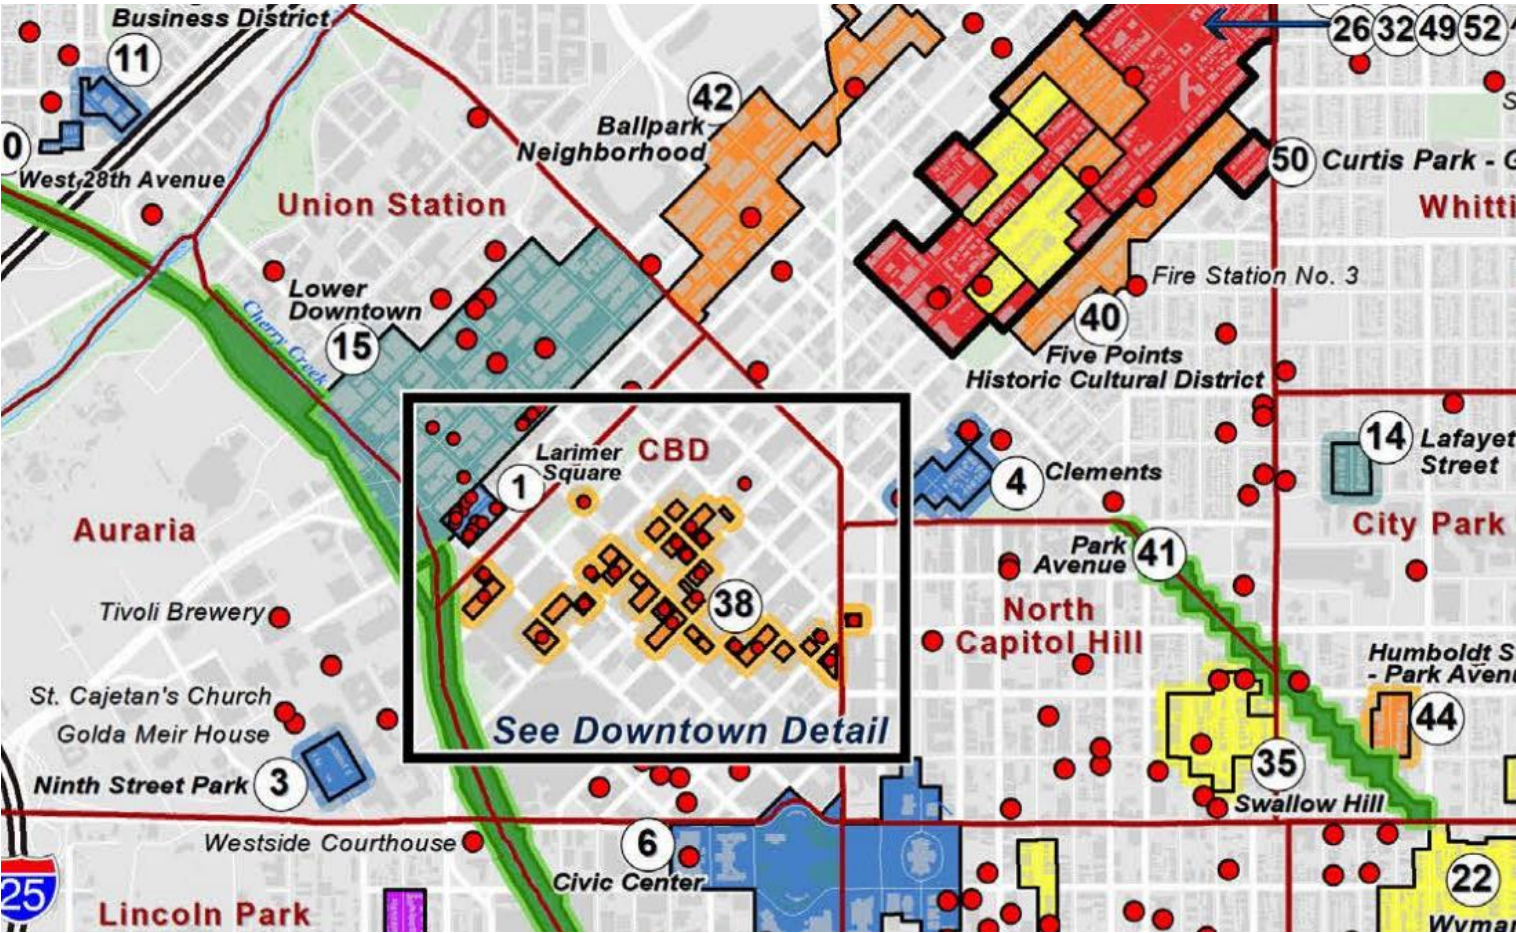 Business District
11
26 32 49 52
42
Ballpark
Neighborhood
0
West 28th Avenue
50 Curtis Park - G
Union Station
Whitti
Lower
Downtown
15
Cherry Creek
Fire Station No. 3
40
Five Points
Historic Cultural District
Larimer
Square
1
CBD
4 Clements
14 Lafayet
Street
City Park
Auraria
Park
Avenue
41
Tivoli Brewery
38
North
Capitol Hill
St. Cajetan's Church
Golda Meir House
Ninth Street Park 3
See Downtown Detail
Humboldt S
- Park Avenu
44
35
Swallow Hill
Westside Courthouse
6
Civic Center
25
Lincoln Park
22
Wyman